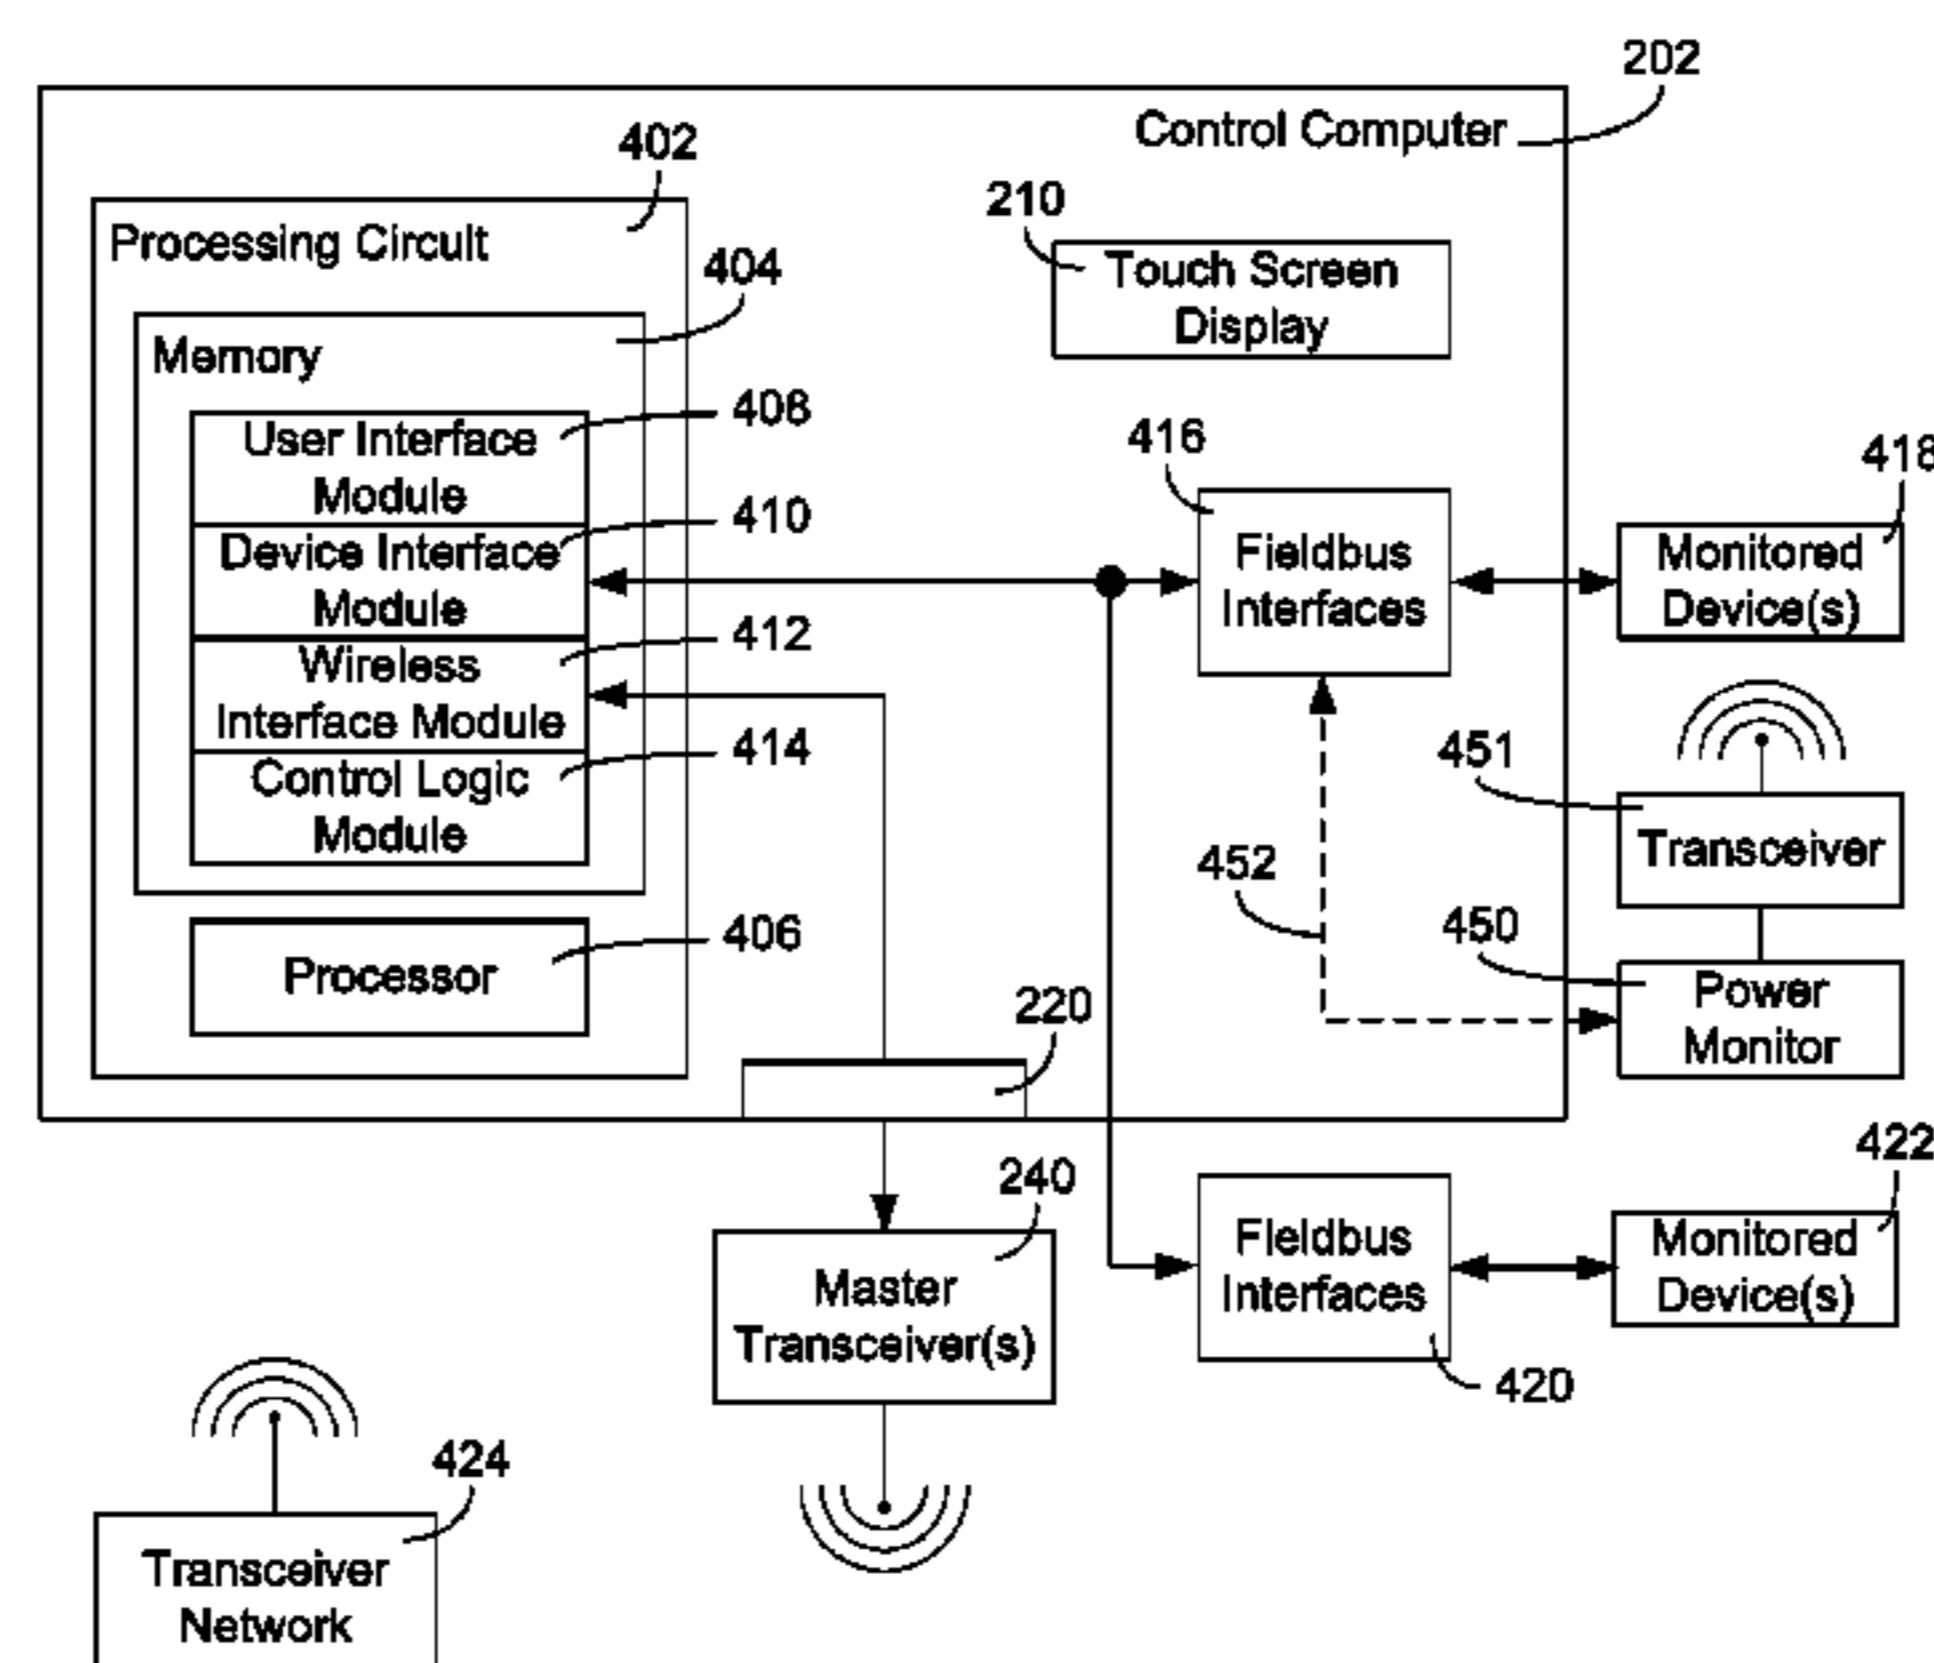 202
Control Computer
402
Processing Circuit
210
Touch Screen
Display
404
Memory
408
User Interface
Module
410
Device Interface
Module
412
Wireless
Interface Module
414
Control Logic
Module
406
Processor
416
Fieldbus
Interfaces
418
Monitored
Device(s)
451
Transceiver
452
450
Power
Monitor
220
240
Master
Transceiver(s)
422
Fieldbus
Interfaces
Monitored
Device(s)
420
424
Transceiver
Network